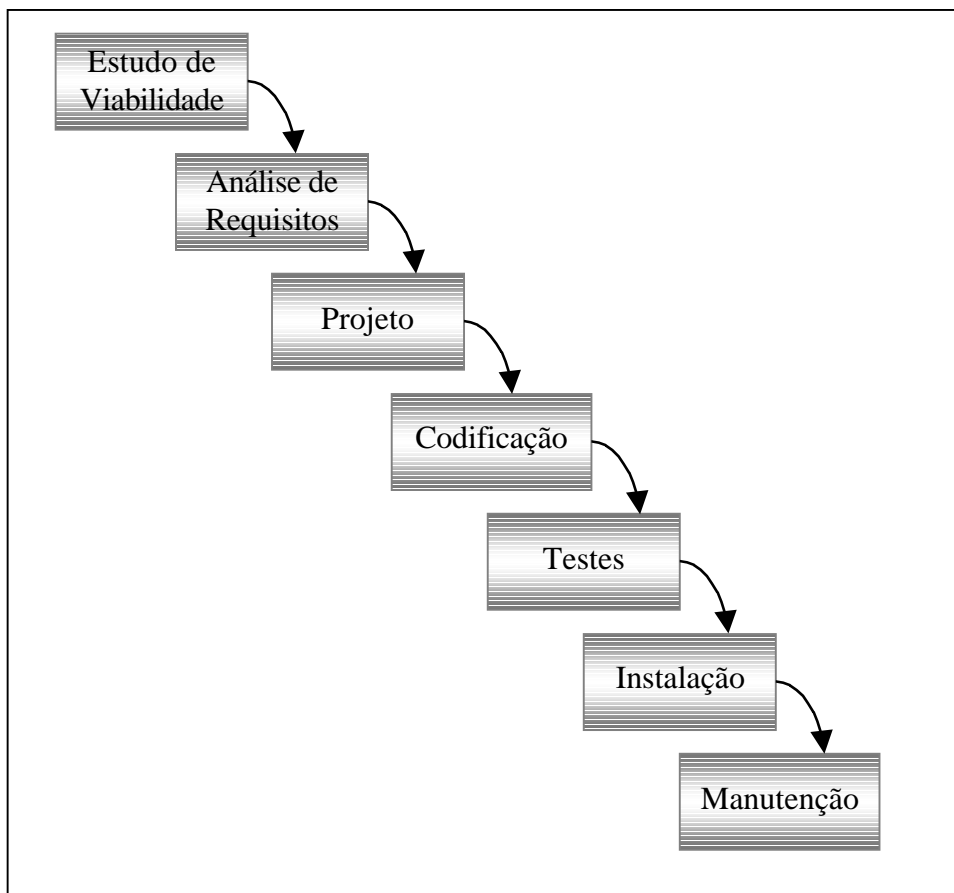 Estudo de
Viabilidade
Análise de
Requisitos
Projeto
Codificação
Testes
Instalação
Manutenção